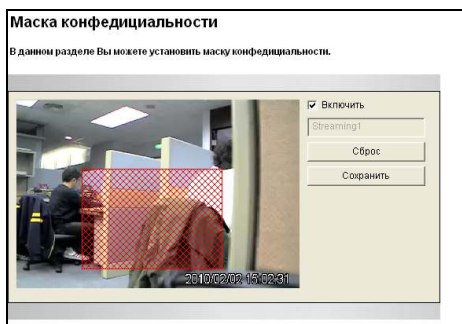 Маска конфедициальности
В данном разделе Вы можете установить маску конфедициальности.
Включить
Streaming1
Сброс
Сохранить
2010/02/02 15:02:31